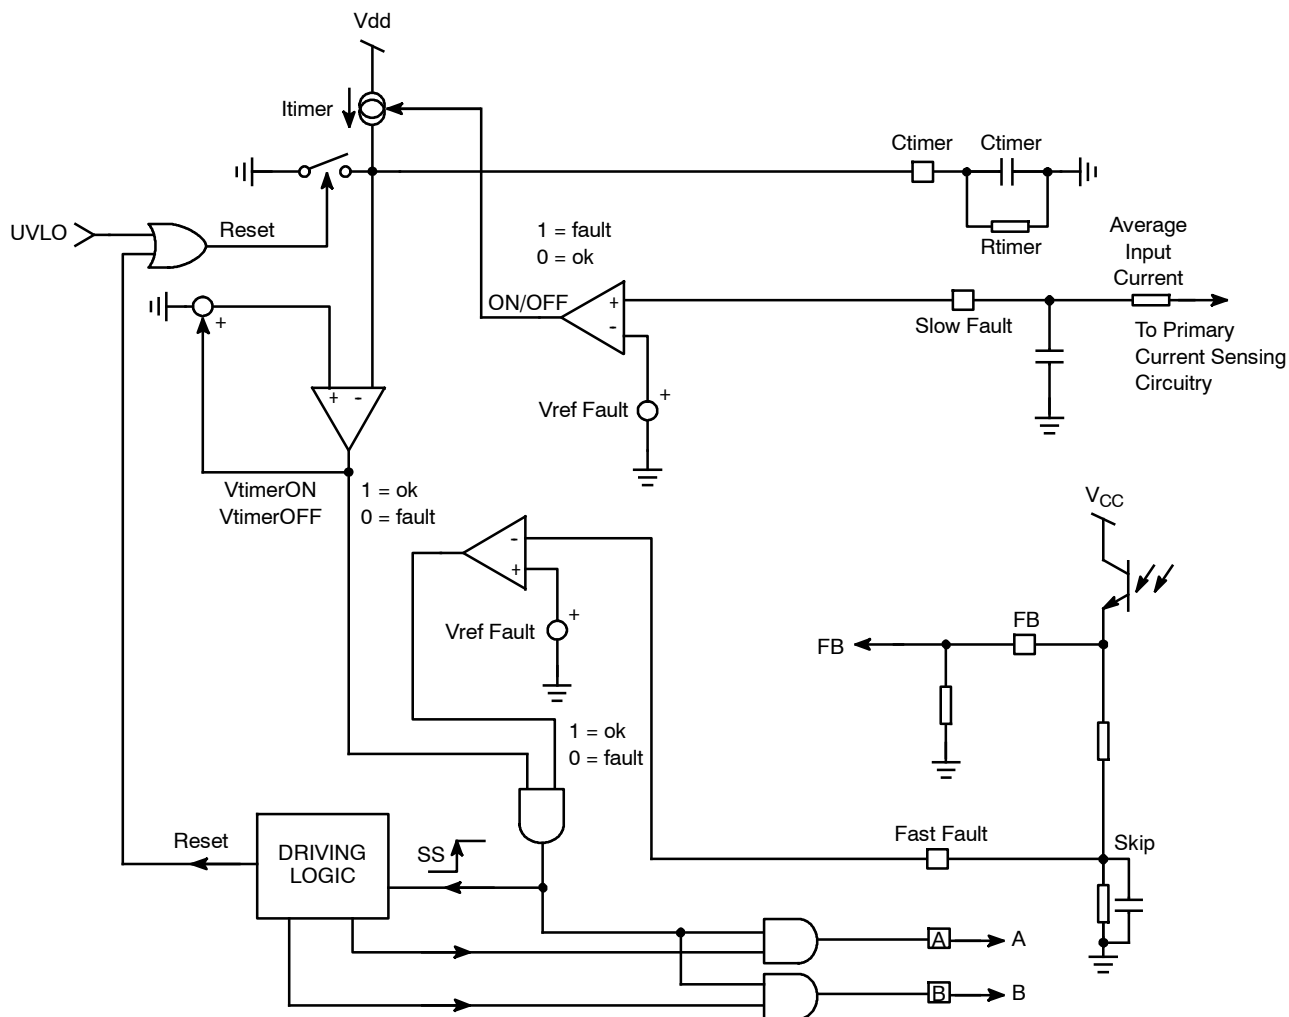 Vdd
Itimer
Ctimer
Ctimer
UVLO
Reset
1 = fault
0 = ok
Rtimer
Average
Input
Current
+
ON/OFF
+
-
Slow Fault
To Primary
Current Sensing
Circuitry
+ -
Vref Fault
+
VtimerON
VtimerOFF
1 = ok
0 = fault
VCC
-
+
Vref Fault
+
FB
FB
1 = ok
0 = fault
Reset
DRIVING
LOGIC
SS
Fast Fault
Skip
A
A
B
B